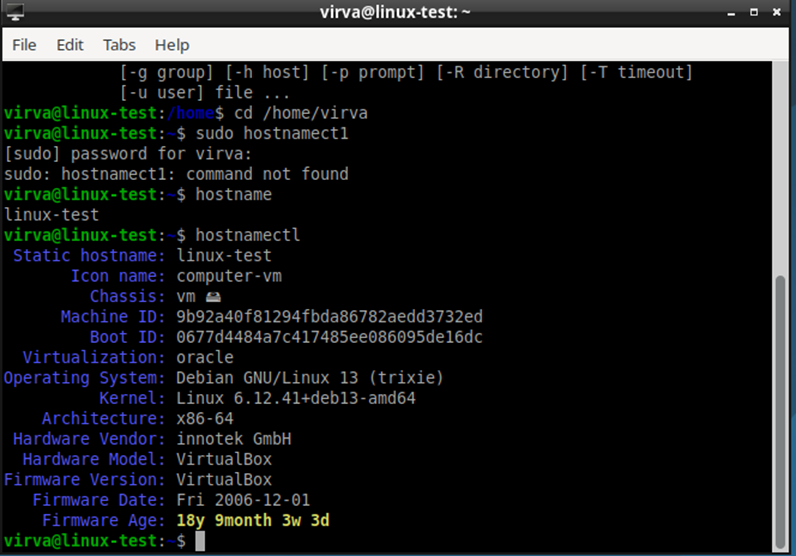 virva@linux-test: ~
File Edit Tabs Help
[-g group] [-h host] [-p prompt] [-R directory] [-T timeout]
[-u user] file ...
virva@linux-test:/home$ cd /home/virva
virva@linux-test:~$ sudo hostnamect1
[sudo] password for virva:
sudo: hostnamect1: command not found
virva@linux-test:~$ hostname
linux-test
virva@linux-test:~$ hostnamectl
Static hostname: linux-test
Icon name: computer-vm
Chassis: vm 🖴
Machine ID: 9b92a40f81294fbda86782aedd3732ed
Boot ID: 0677d4484a7c417485ee086095de16dc
Virtualization: oracle
Operating System: Debian GNU/Linux 13 (trixie)
Kernel: Linux 6.12.41+deb13-amd64
Architecture: x86-64
Hardware Vendor: innotek GmbH
Hardware Model: VirtualBox
Firmware Version: VirtualBox
Firmware Date: Fri 2006-12-01
Firmware Age: 18y 9month 3w 3d
virva@linux-test:~$